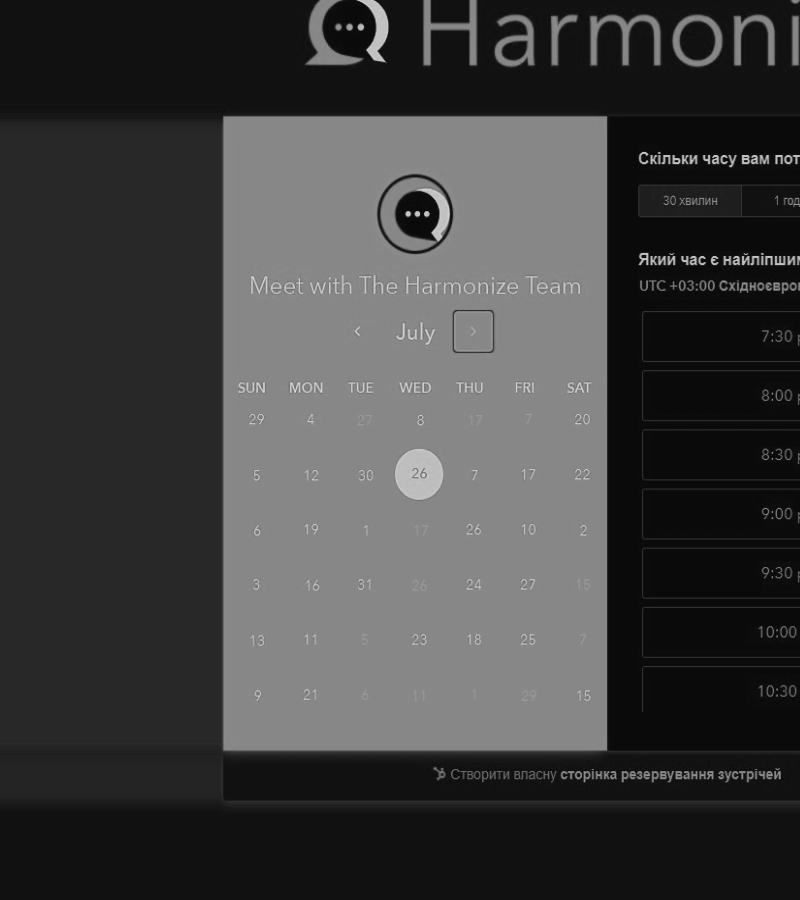 Harmoni
Meet with The Harmonize Team
‹ July ›
SUN MON TUE WED THU FRI SAT
29 4 27 8 17 7 20
5 12 30 26 7 17 22
6 19 1 17 26 10 2
3 16 31 26 24 27 15
13 11 5 23 18 25 7
9 21 6 11 1 29 15
Скільки часу вам пот
30 хвилин 1 год
Який час є найліпшим
UTC +03:00 Східноєвроп
7:30 р
8:00 р
8:30 р
9:00 р
9:30 р
10:00
10:30
Створити власну сторінка резервування зустрічей